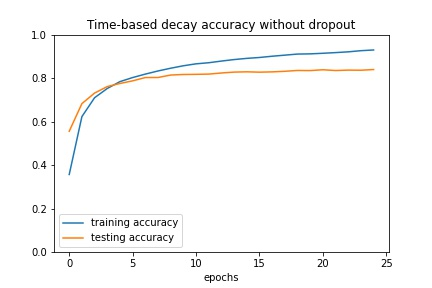 Time-based decay accuracy without dropout
1.0
0.8
0.6
0.4
0.2
0.0
training accuracy
testing accuracy
0 5 10 15 20 25
epochs